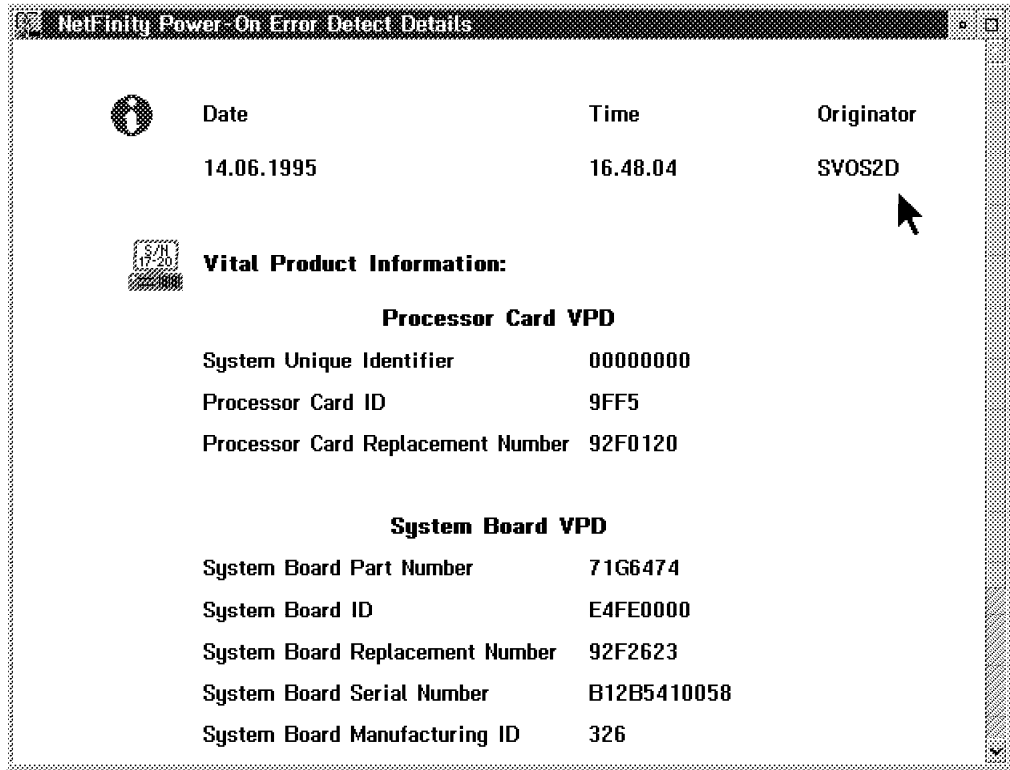 NetFinity Power-On Error Detect Details
Date Time Originator
14.06.1995 16.48.04 SVOS2D
S/N
17-20
Vital Product Information:
Processor Card VPD
System Unique Identifier 00000000
Processor Card ID 9FF5
Processor Card Replacement Number 92F0120
System Board VPD
System Board Part Number 71G6474
System Board ID E4FE0000
System Board Replacement Number 92F2623
System Board Serial Number B12B5410058
System Board Manufacturing ID 326